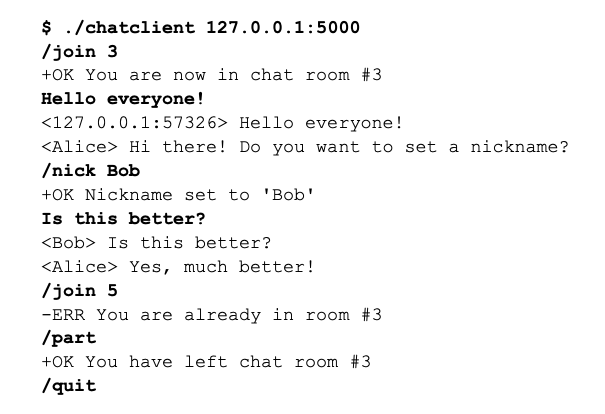 $ ./chatclient 127.0.0.1:5000
/join 3
+OK You are now in chat room #3
Hello everyone!
<127.0.0.1:57326> Hello everyone!
<Alice> Hi there! Do you want to set a nickname?
/nick Bob
+OK Nickname set to 'Bob'
Is this better?
<Bob> Is this better?
<Alice> Yes, much better!
/join 5
-ERR You are already in room #3
/part
+OK You have left chat room #3
/quit